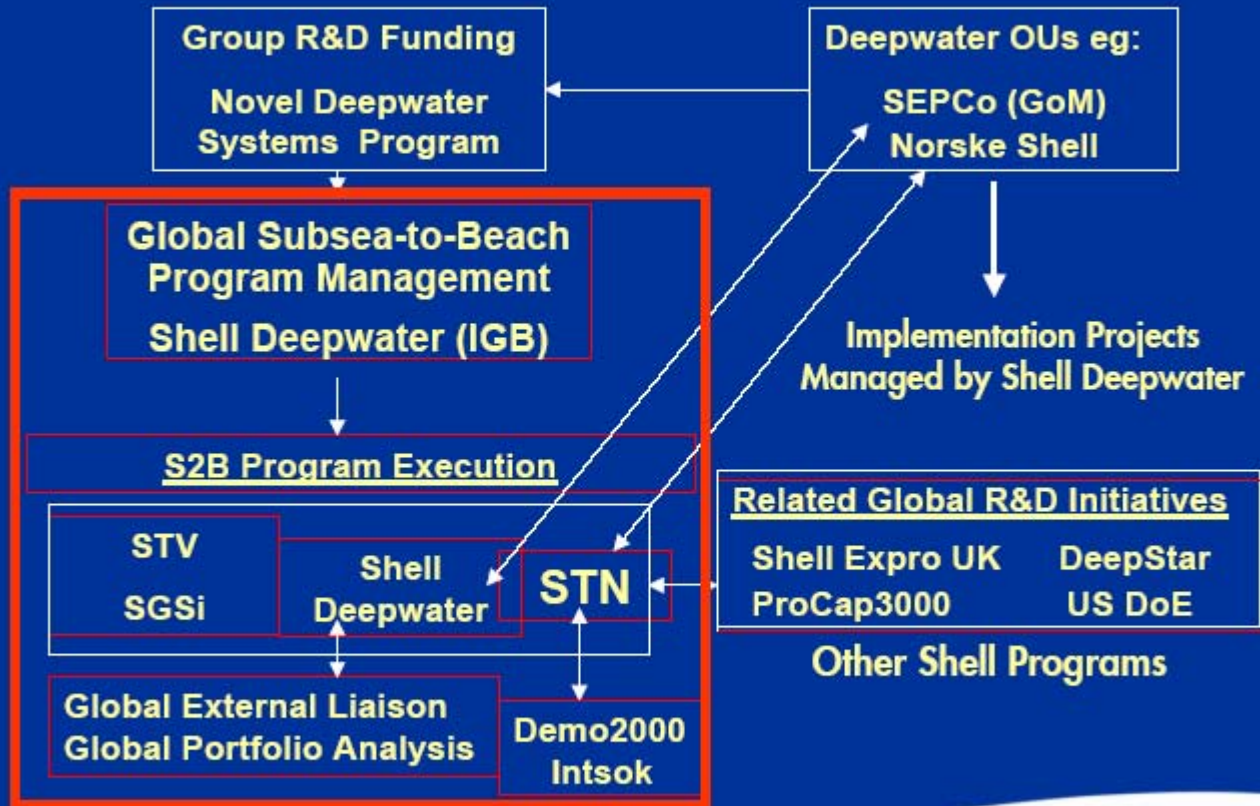 Group R&D Funding
Novel Deepwater
Systems Program
Deepwater OUs eg:
SEPCo (GoM)
Norske Shell
Global Subsea-to-Beach
Program Management
Shell Deepwater (IGB)
Implementation Projects
Managed by Shell Deepwater
S2B Program Execution
STV
SGSi
Shell
Deepwater
STN
Related Global R&D Initiatives
Shell Expro UK DeepStar
ProCap3000 US DoE
Other Shell Programs
Global External Liaison
Global Portfolio Analysis
Demo2000
Intsok